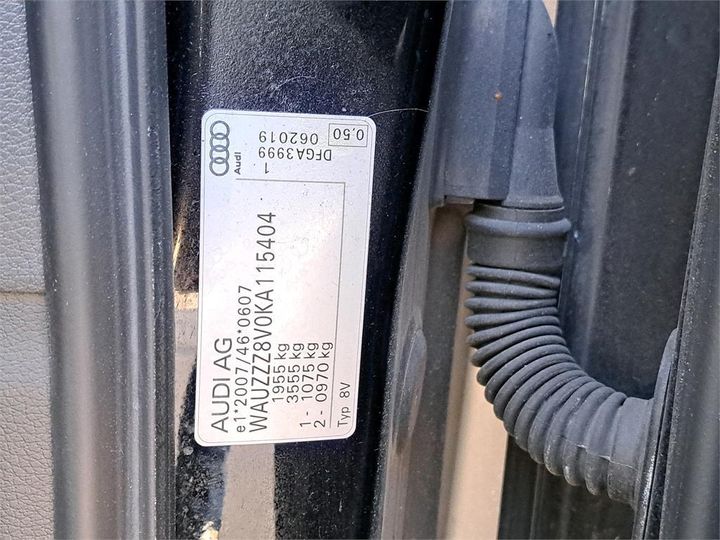 AUDI AG
e1*2007/46*0607
WAUZZZ8V0KA115404
1955 kg
3555 kg
1 - 1075 kg
2 - 0970 kg
Typ 8V
Audi
1
DFGA3999
062019
0,50